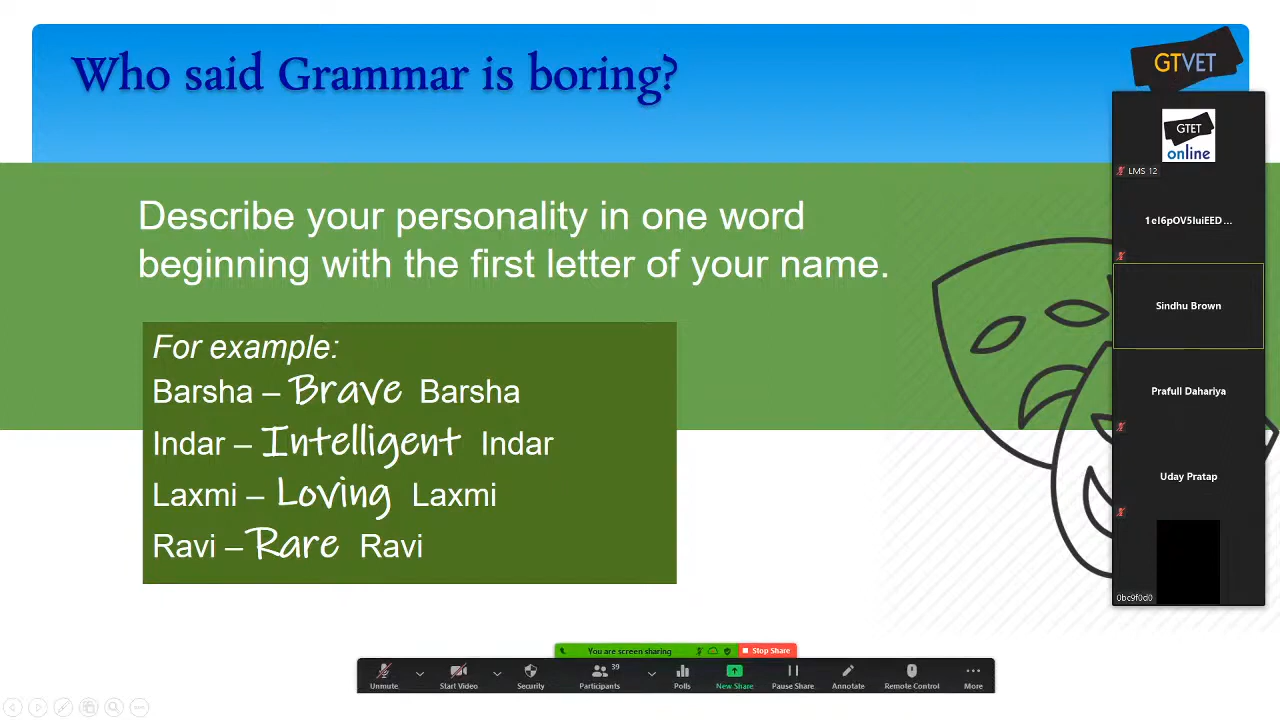 Who said Grammar is boring?
GTVET
Describe your personality in one word
beginning with the first letter of your name.
For example:
Barsha – Brave Barsha
Indar – Intelligent Indar
Laxmi – Loving Laxmi
Ravi – Rare Ravi
GTET
online
LMS 12
1eI6pOV5IuiEED...
Sindhu Brown
Prafull Dahariya
Uday Pratap
0bc9f0d0
You are screen sharing
Stop Share
Unmute
Start Video
Security
Participants
39
Polls
New Share
Pause Share
Annotate
Remote Control
More